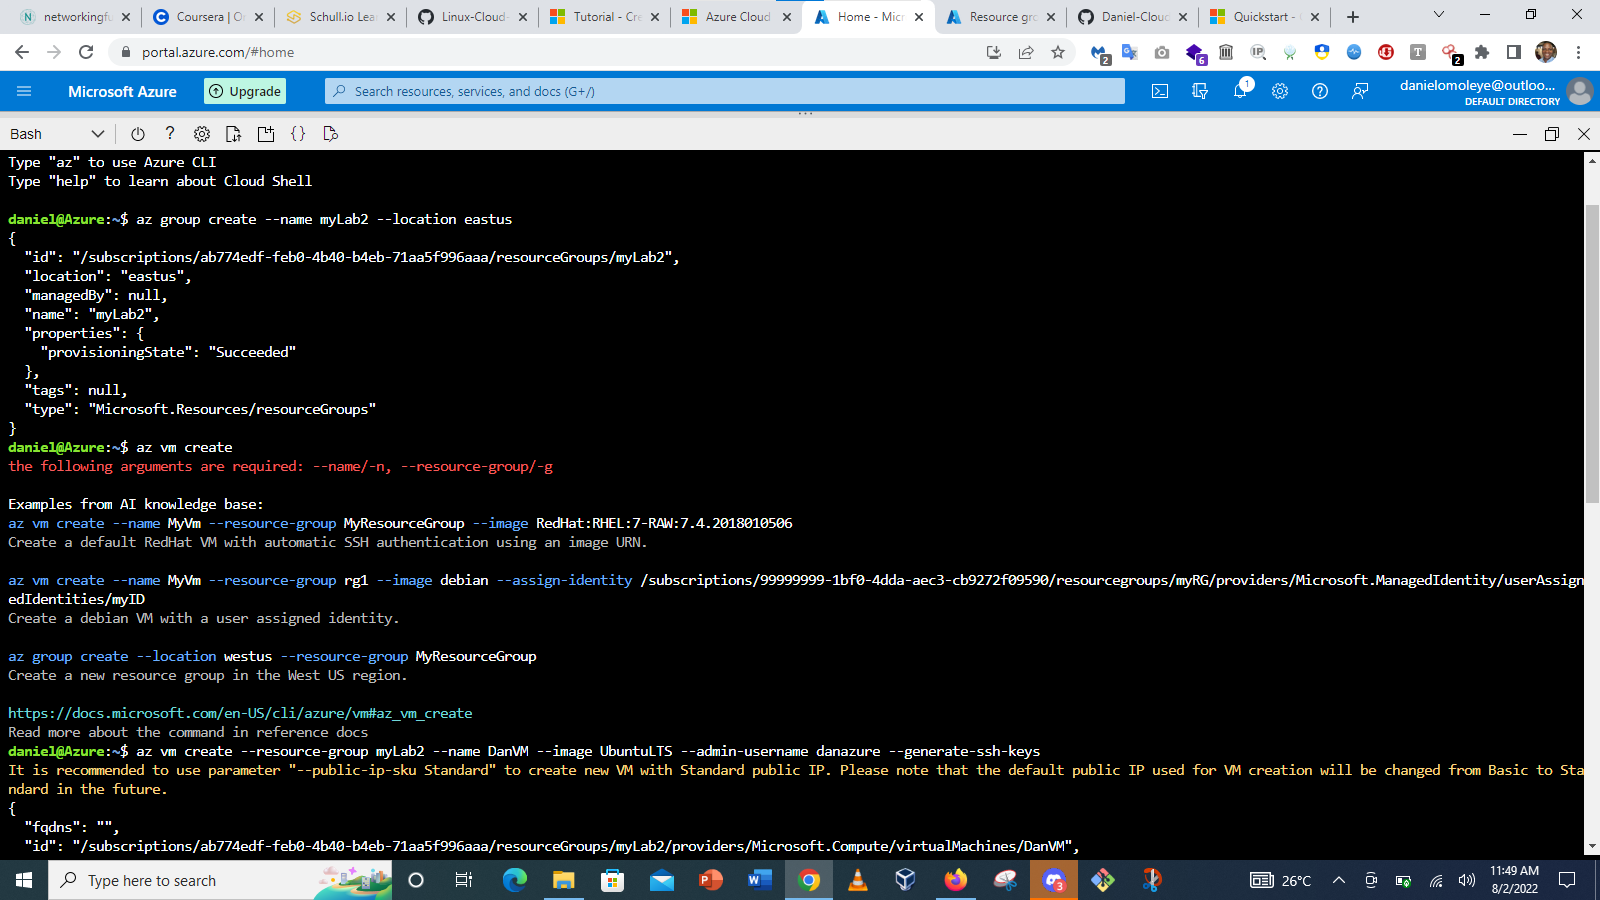 networkingfu
Coursera | O
Schull.io Lea
Linux-Cloud-
Tutorial - Cre
Azure Cloud
Home - Micr
Resource gro
Daniel-Cloud
Quickstart -
portal.azure.com/#home
2
6
IP
T
2
Microsoft Azure
Upgrade
Search resources, services, and docs (G+/)
1
danielomoleye@outloo...
DEFAULT DIRECTORY
Bash
Type "az" to use Azure CLI
Type "help" to learn about Cloud Shell
daniel@Azure:~$ az group create --name myLab2 --location eastus
{
"id": "/subscriptions/ab774edf-feb0-4b40-b4eb-71aa5f996aaa/resourceGroups/myLab2",
"location": "eastus",
"managedBy": null,
"name": "myLab2",
"properties": {
"provisioningState": "Succeeded"
},
"tags": null,
"type": "Microsoft.Resources/resourceGroups"
}
daniel@Azure:~$ az vm create
the following arguments are required: --name/-n, --resource-group/-g
Examples from AI knowledge base:
az vm create --name MyVm --resource-group MyResourceGroup --image RedHat:RHEL:7-RAW:7.4.2018010506
Create a default RedHat VM with automatic SSH authentication using an image URN.
az vm create --name MyVm --resource-group rg1 --image debian --assign-identity /subscriptions/99999999-1bf0-4dda-aec3-cb9272f09590/resourcegroups/myRG/providers/Microsoft.ManagedIdentity/userAssign
edIdentities/myID
Create a debian VM with a user assigned identity.
az group create --location westus --resource-group MyResourceGroup
Create a new resource group in the West US region.
https://docs.microsoft.com/en-US/cli/azure/vm#az_vm_create
Read more about the command in reference docs
daniel@Azure:~$ az vm create --resource-group myLab2 --name DanVM --image UbuntuLTS --admin-username danazure --generate-ssh-keys
It is recommended to use parameter "--public-ip-sku Standard" to create new VM with Standard public IP. Please note that the default public IP used for VM creation will be changed from Basic to Sta
ndard in the future.
{
"fqdns": "",
"id": "/subscriptions/ab774edf-feb0-4b40-b4eb-71aa5f996aaa/resourceGroups/myLab2/providers/Microsoft.Compute/virtualMachines/DanVM",
Type here to search
3
26°C
11:49 AM
8/2/2022